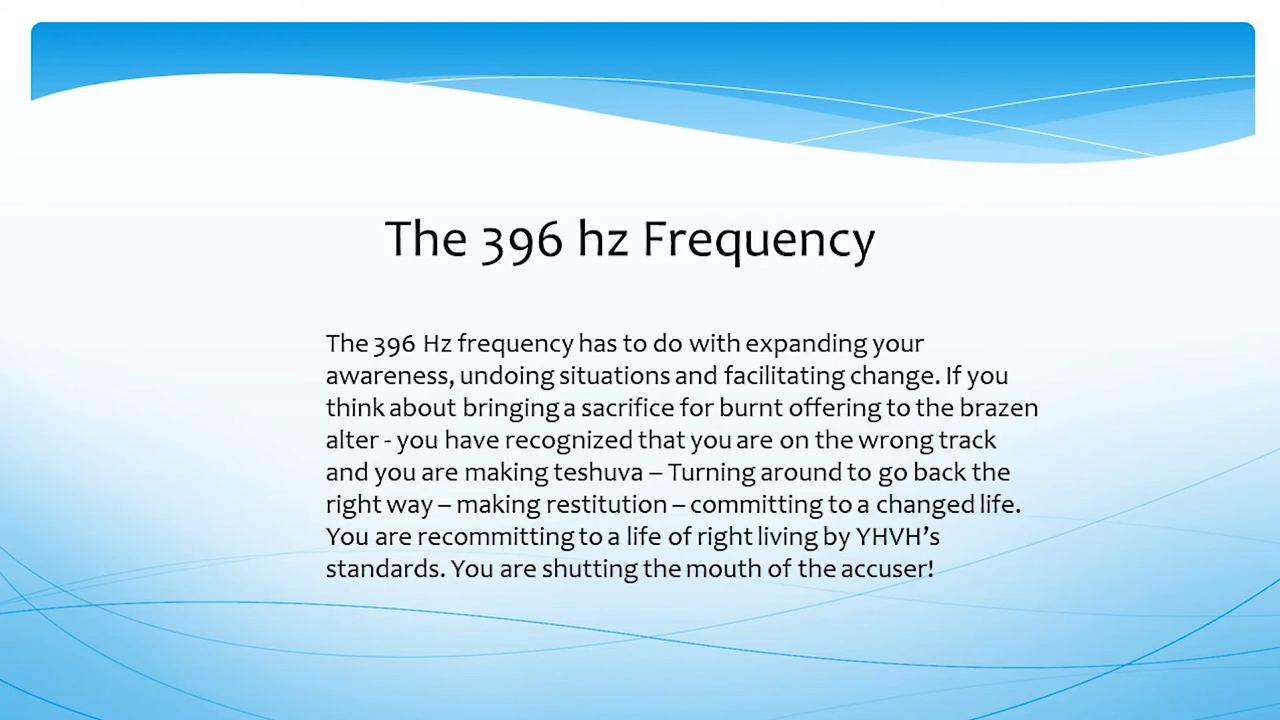 The 396 hz Frequency
The 396 Hz frequency has to do with expanding your
awareness, undoing situations and facilitating change. If you
think about bringing a sacrifice for burnt offering to the brazen
alter - you have recognized that you are on the wrong track
and you are making teshuva – Turning around to go back the
right way – making restitution – committing to a changed life.
You are recommitting to a life of right living by YHVH’s
standards. You are shutting the mouth of the accuser!